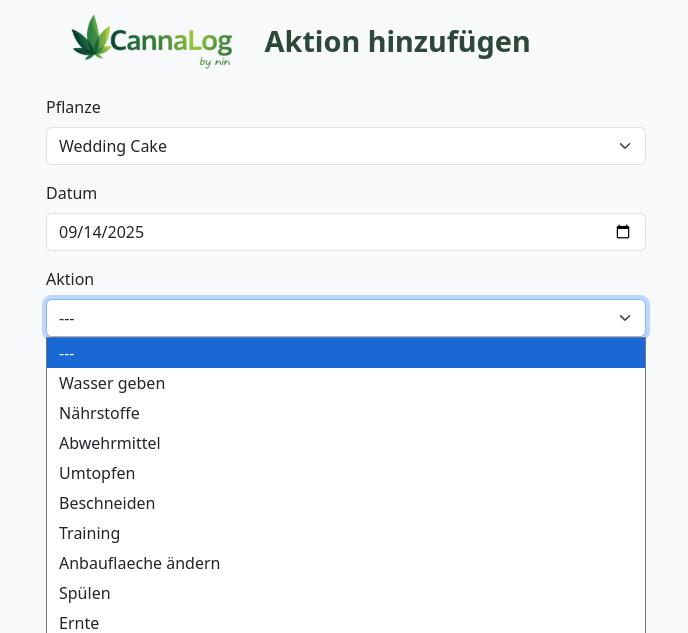 CannaLog
by nin
Aktion hinzufügen
Pflanze
Wedding Cake
Datum
09/14/2025
Aktion
---
---
Wasser geben
Nährstoffe
Abwehrmittel
Umtopfen
Beschneiden
Training
Anbauflaeche ändern
Spülen
Ernte